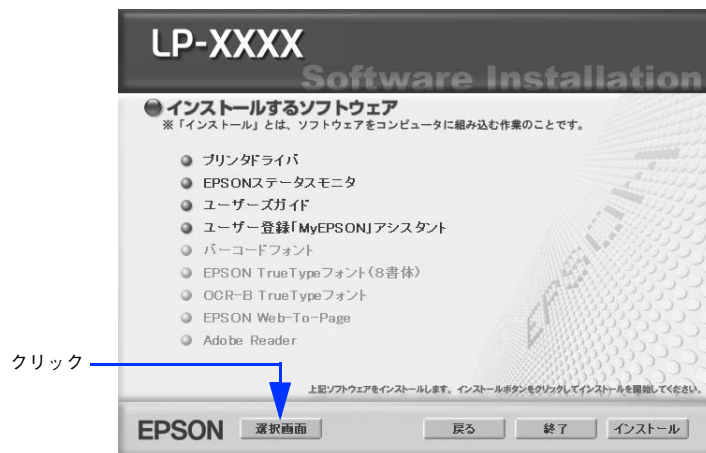 LP-XXXX
Software Installation
インストールするソフトウェア
※「インストール」とは、ソフトウェアをコンピュータに組み込む作業のことです。
プリンタドライバ
EPSONステータスモニタ
ユーザーズガイド
ユーザー登録「MyEPSON」アシスタント
バーコードフォント
EPSON TrueTypeフォント(8書体)
OCR-B TrueTypeフォント
EPSON Web-To-Page
Adobe Reader
EPSON
クリック
上記ソフトウェアをインストールします。インストールボタンをクリックしてインストールを開始してください。
EPSON 選択画面 戻る 終了 インストール